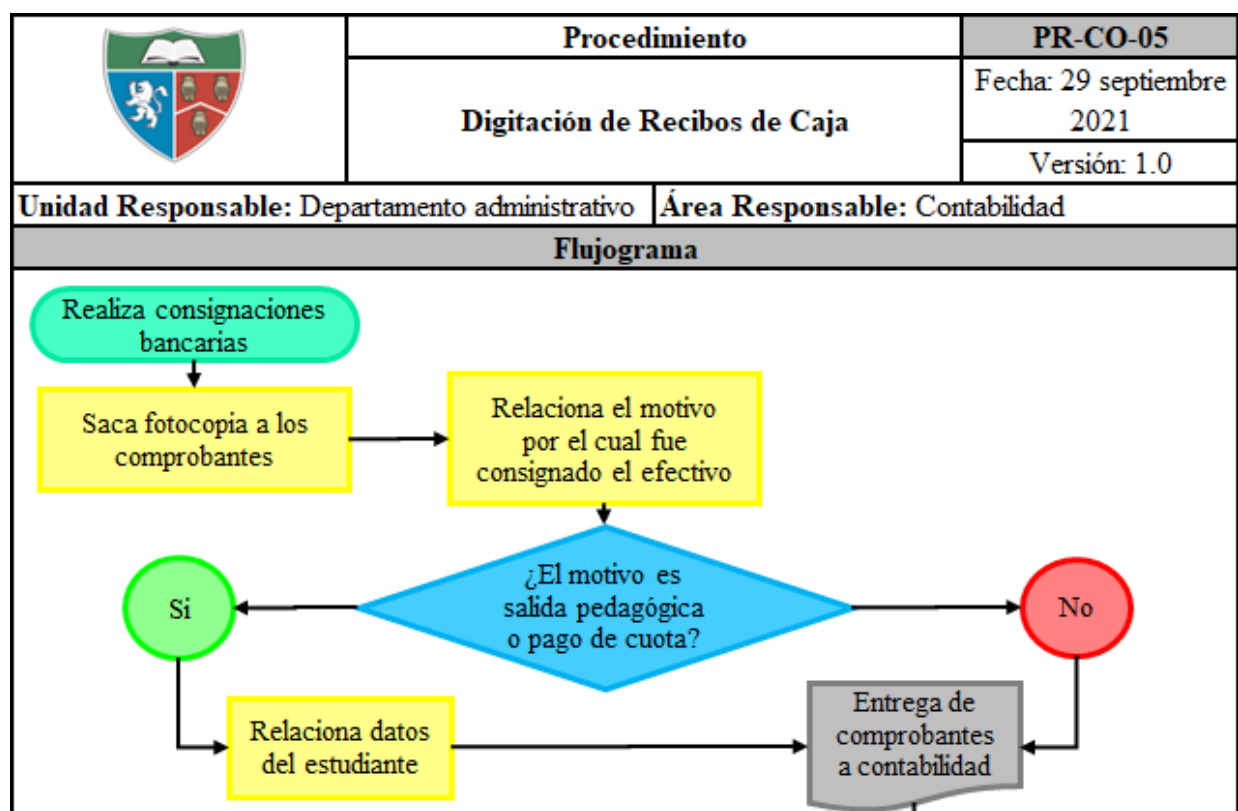 Procedimiento
PR-CO-05
Digitación de Recibos de Caja
Fecha: 29 septiembre
2021
Versión: 1.0
Unidad Responsable: Departamento administrativo
Área Responsable: Contabilidad
Flujograma
Realiza consignaciones
bancarias
Saca fotocopia a los
comprobantes
Relaciona el motivo
por el cual fue
consignado el efectivo
¿El motivo es
salida pedagógica
o pago de cuota?
Si
No
Relaciona datos
del estudiante
Entrega de
comprobantes
a contabilidad